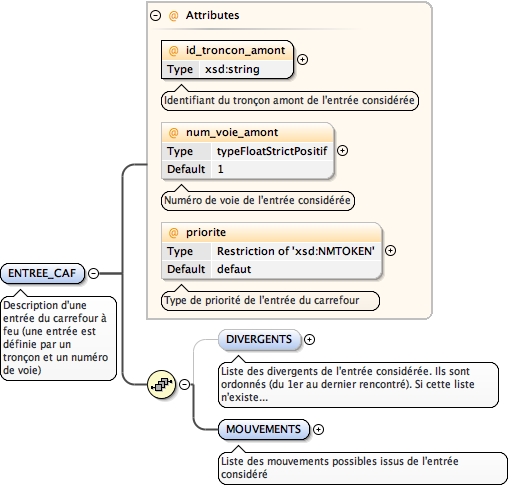 Attributes
@ id_troncon_amont
Type xsd:string
Identifiant du tronçon amont de l'entrée considérée
@ num_voie_amont
Type typeFloatStrictPositif
Default 1
Numéro de voie de l'entrée considérée
@ priorite
Type Restriction of 'xsd:NMTOKEN'
Default defaut
Type de priorité de l'entrée du carrefour
ENTREE_CAF
Description d'une
entrée du carrefour à
feu (une entrée est
définie par un
tronçon et un numéro
de voie)
DIVERGENTS
Liste des divergents de l'entrée considérée. Ils sont
ordonnés (du 1er au dernier rencontré). Si cette liste
n'existe...
MOUVEMENTS
Liste des mouvements possibles issus de l'entrée
considéré